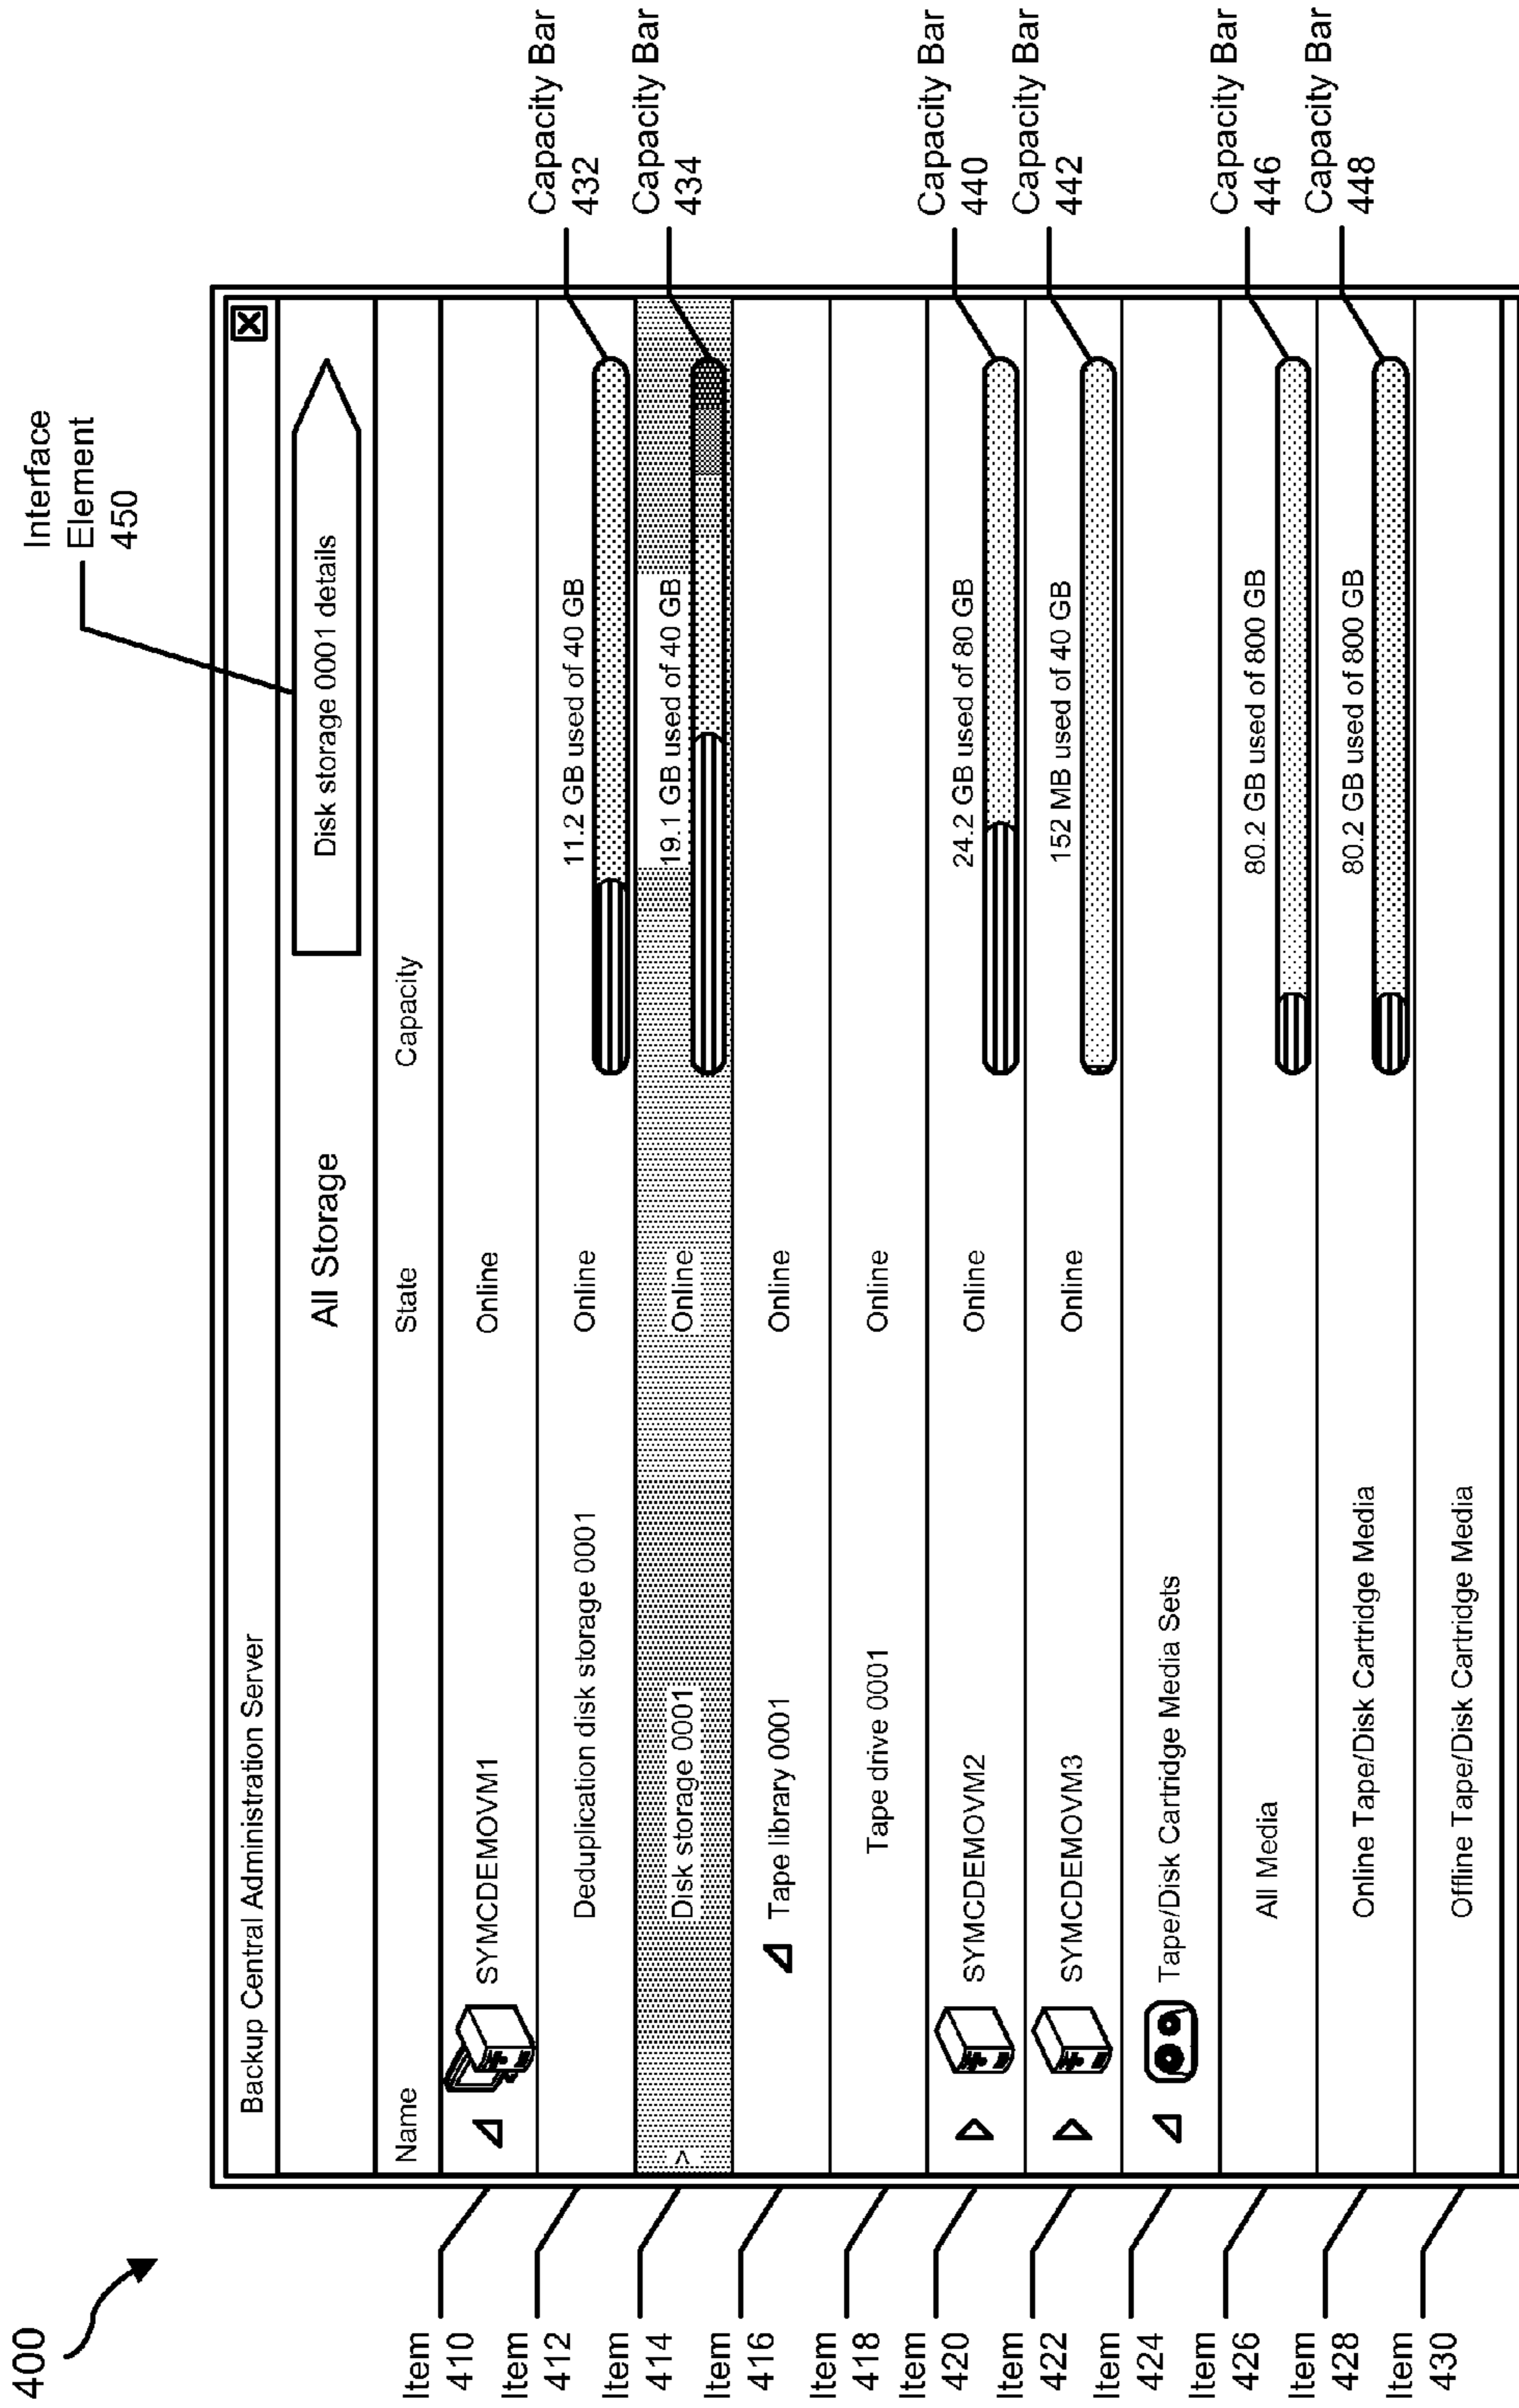 400
Interface
Element
450
Backup Central Administration Server
All Storage
Disk storage 0001 details
Name State Capacity
Item
410
SYMCDEMOVM1 Online
Item
412
Deduplication disk storage 0001 Online 11.2 GB used of 40 GB
Capacity Bar
432
Item
414
> Disk storage 0001 Online 19.1 GB used of 40 GB
Capacity Bar
434
Item
416
Tape library 0001 Online
Item
418
Tape drive 0001 Online
Item
420
SYMCDEMOVM2 Online 24.2 GB used of 80 GB
Capacity Bar
440
Item
422
SYMCDEMOVM3 Online 152 MB used of 40 GB
Capacity Bar
442
Item
424
Tape/Disk Cartridge Media Sets
Item
426
All Media 80.2 GB used of 800 GB
Capacity Bar
446
Item
428
Online Tape/Disk Cartridge Media 80.2 GB used of 800 GB
Capacity Bar
448
Item
430
Offline Tape/Disk Cartridge Media